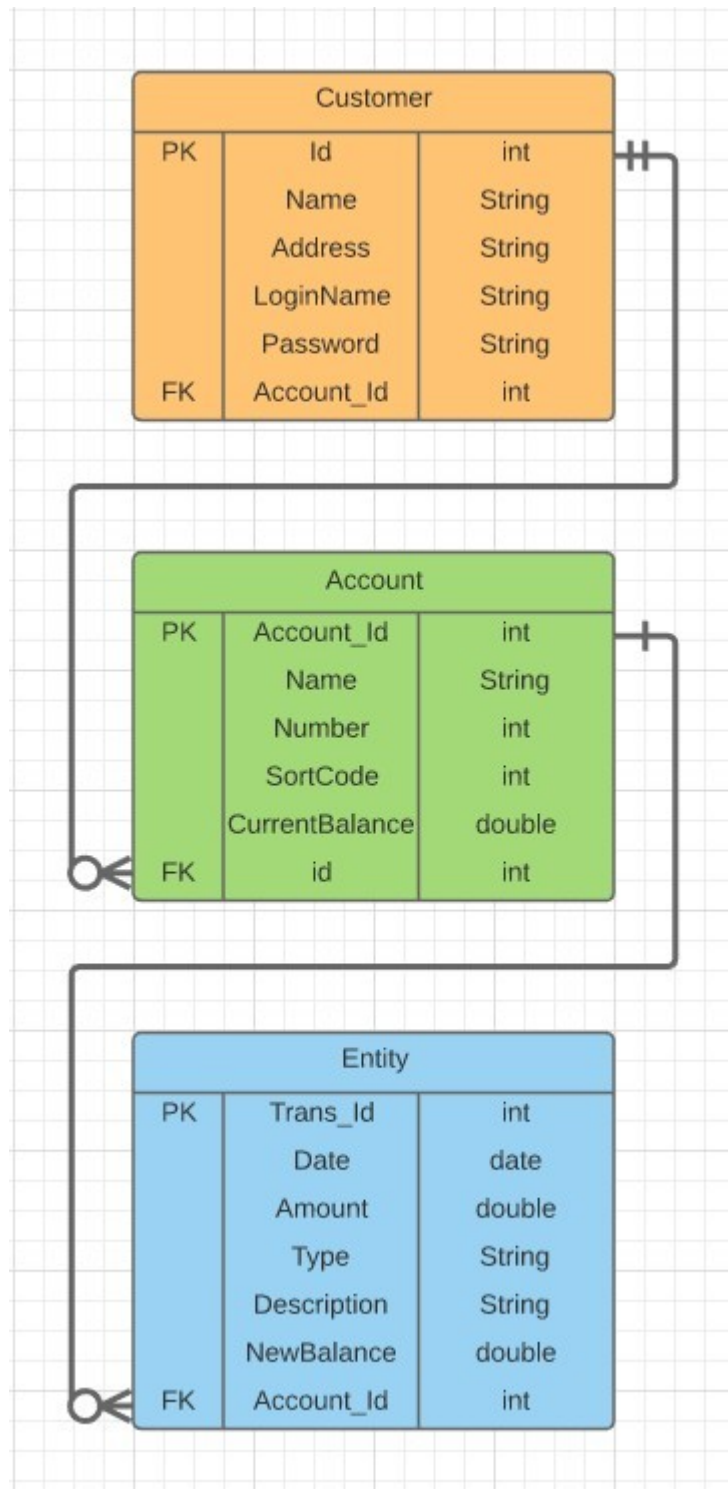 Customer
PK Id int
Name String
Address String
LoginName String
Password String
FK Account_Id int
Account
PK Account_Id int
Name String
Number int
SortCode int
CurrentBalance double
FK id int
Entity
PK Trans_Id int
Date date
Amount double
Type String
Description String
NewBalance double
FK Account_Id int